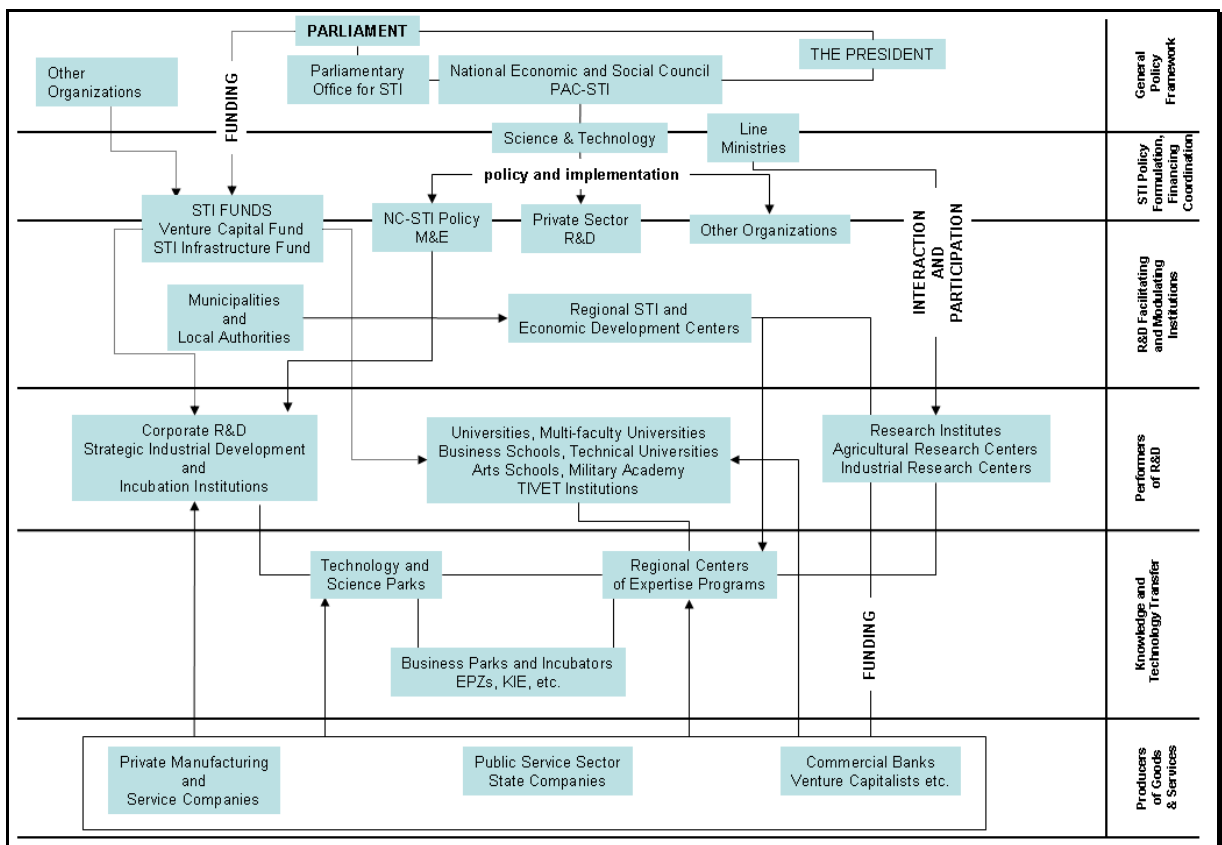 PARLIAMENT
THE PRESIDENT
Other
Organizations
Parliamentary
Office for STI
National Economic and Social Council
PAC-STI
General
Policy
Framework
FUNDING
Science & Technology
Line
Ministries
policy and implementation
STI Policy
Formulation,
Financing
Coordination
STI FUNDS
Venture Capital Fund
STI Infrastructure Fund
NC-STI Policy
M&E
Private Sector
R&D
Other Organizations
INTERACTION
AND
PARTICIPATION
Municipalities
and
Local Authorities
Regional STI and
Economic Development Centers
R&D Facilitating
and Modulating
Institutions
Corporate R&D
Strategic Industrial Development
and
Incubation Institutions
Universities, Multi-faculty Universities
Business Schools, Technical Universities
Arts Schools, Military Academy
TIVET Institutions
Research Institutes
Agricultural Research Centers
Industrial Research Centers
Performers
of R&D
Technology and
Science Parks
Regional Centers
of Expertise Programs
Business Parks and Incubators
EPZs, KIE, etc.
FUNDING
Knowledge and
Technology Transfer
Private Manufacturing
and
Service Companies
Public Service Sector
State Companies
Commercial Banks
Venture Capitalists etc.
Producers
of Goods
& Services